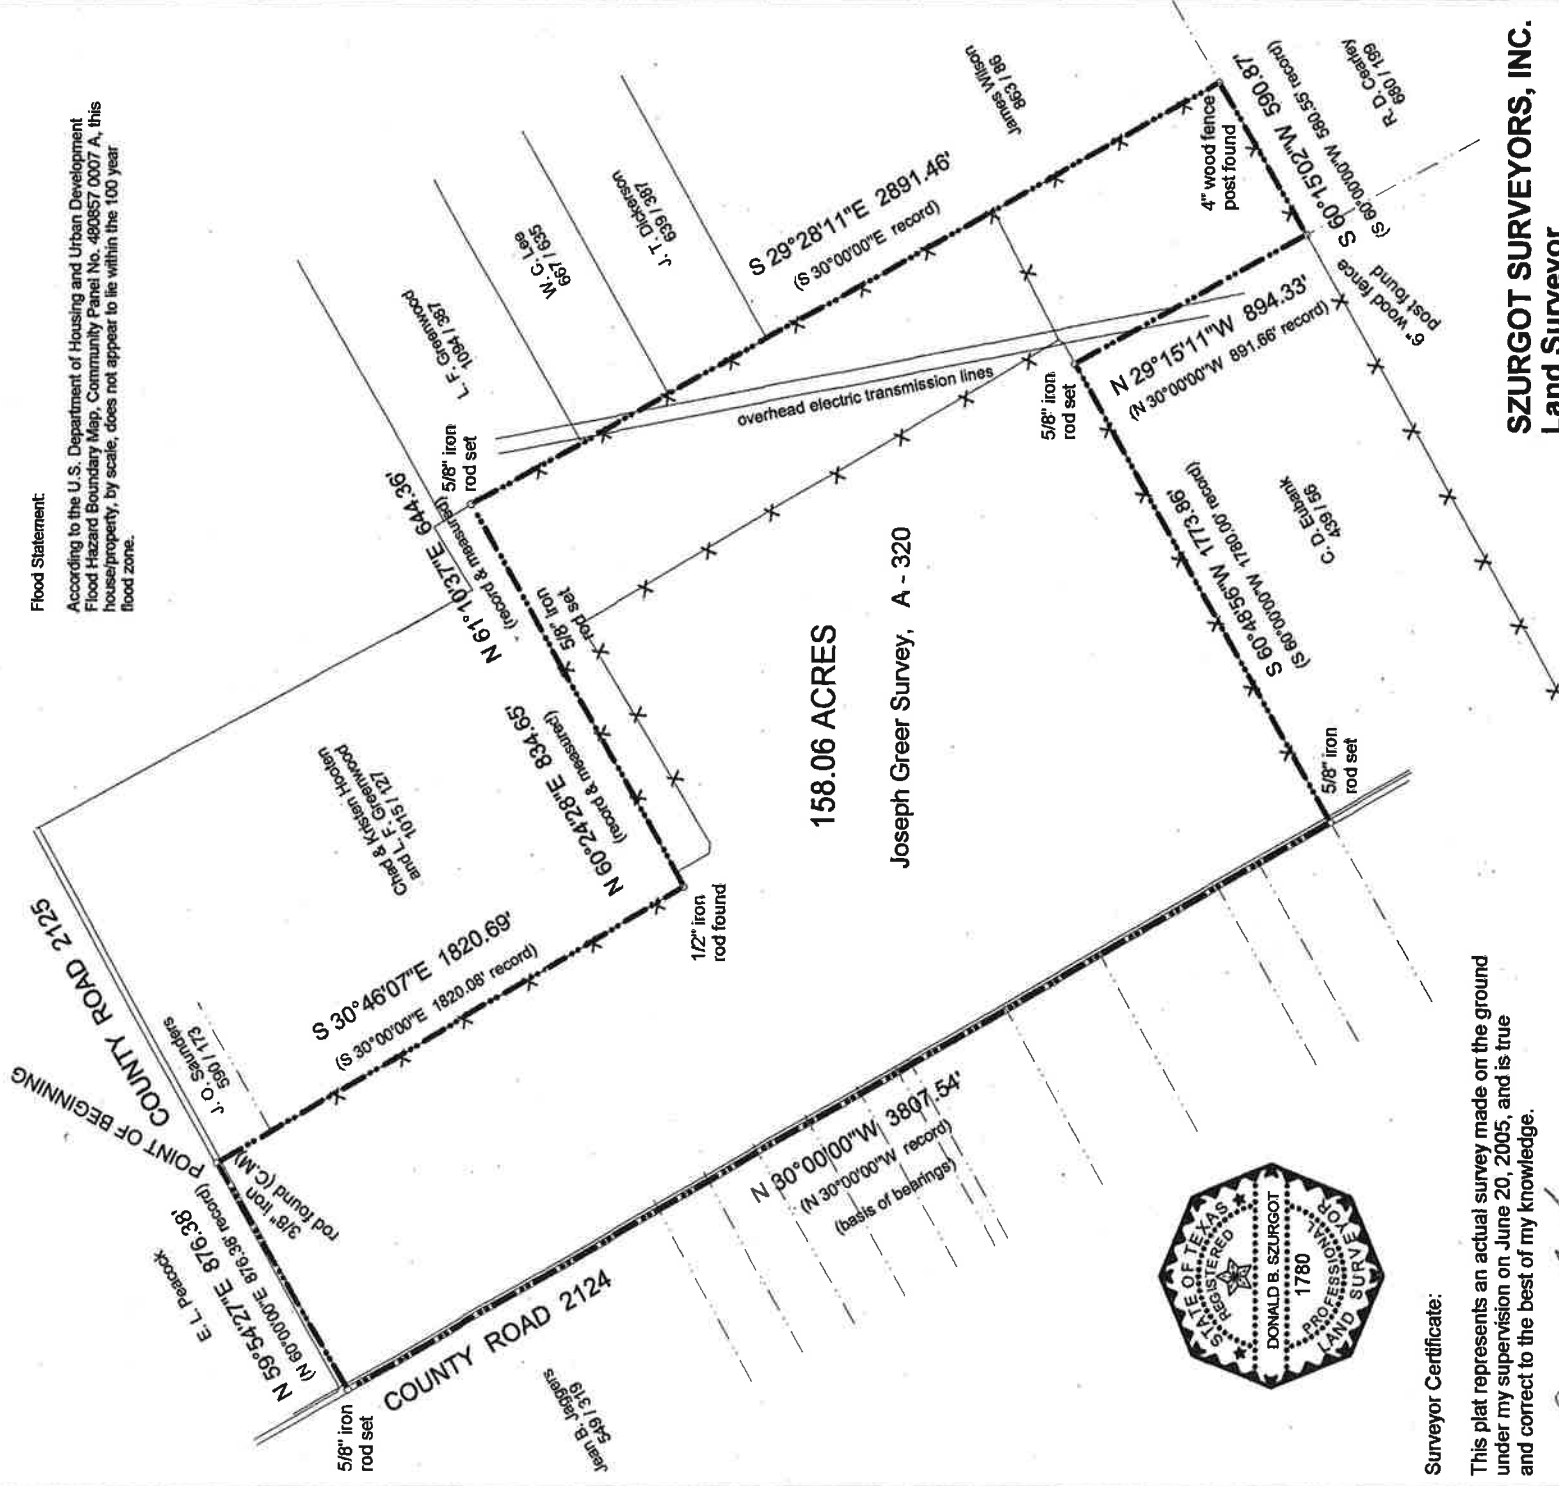 Flood Statement:
According to the U.S. Department of Housing and Urban Development
Flood Hazard Boundary Map, Community Panel No. 480857 0007 A, this
house/property, by scale, does not appear to lie within the 100 year
flood zone.
COUNTY ROAD 2125
POINT OF BEGINNING
J. O. Saunders
590 / 173
E. L. Peacock
N 59°54'27"E 876.38'
(N 60°00'00"E 876.38' record)
3/8" Iron
rod found (C.M)
5/8" iron
rod set
S 30°46'07"E 1820.69'
(S 30°00'00"E 1820.08' record)
Chad & Kristen Hooten
and L. F. Greenwood
1015 / 127
1/2" iron
rod found
N 60°24'28"E 834.65'
(record & measured)
5/8" iron
rod set
N 61°10'37"E 644.36'
(record & measured)
5/8" iron
rod set
L. F. Greenwood
1094 / 387
W. C. Lee
667 / 635
J. T. Dickerson
639 / 387
S 29°28'11"E 2891.46'
(S 30°00'00"E record)
James Wilson
863 / 86
overhead electric transmission lines
4" wood fence
post found
S 60°15'02"W 590.87'
(S 60°00'00"W 580.55' record)
R. D. Cearley
680 / 199
6" wood fence
post found
N 29°15'11"W 894.33'
(N 30°00'00"W 891.66' record)
5/8" iron
rod set
S 60°48'56"W 1773.86'
(S 60°00'00"W 1780.00' record)
C. D. Eubank
439 / 56
5/8" iron
rod set
158.06 ACRES
Joseph Greer Survey, A - 320
N 30°00'00"W 3807.54'
(N 30°00'00"W record)
(basis of bearings)
COUNTY ROAD 2124
Jean B. Jaggers
549 / 319
STATE OF TEXAS
REGISTERED
DONALD B. SZURGOT
1780
PROFESSIONAL
LAND SURVEYOR
Surveyor Certificate:
This plat represents an actual survey made on the ground
under my supervision on June 20, 2005, and is true
and correct to the best of my knowledge.
SZURGOT SURVEYORS, INC.
Land Surveyor